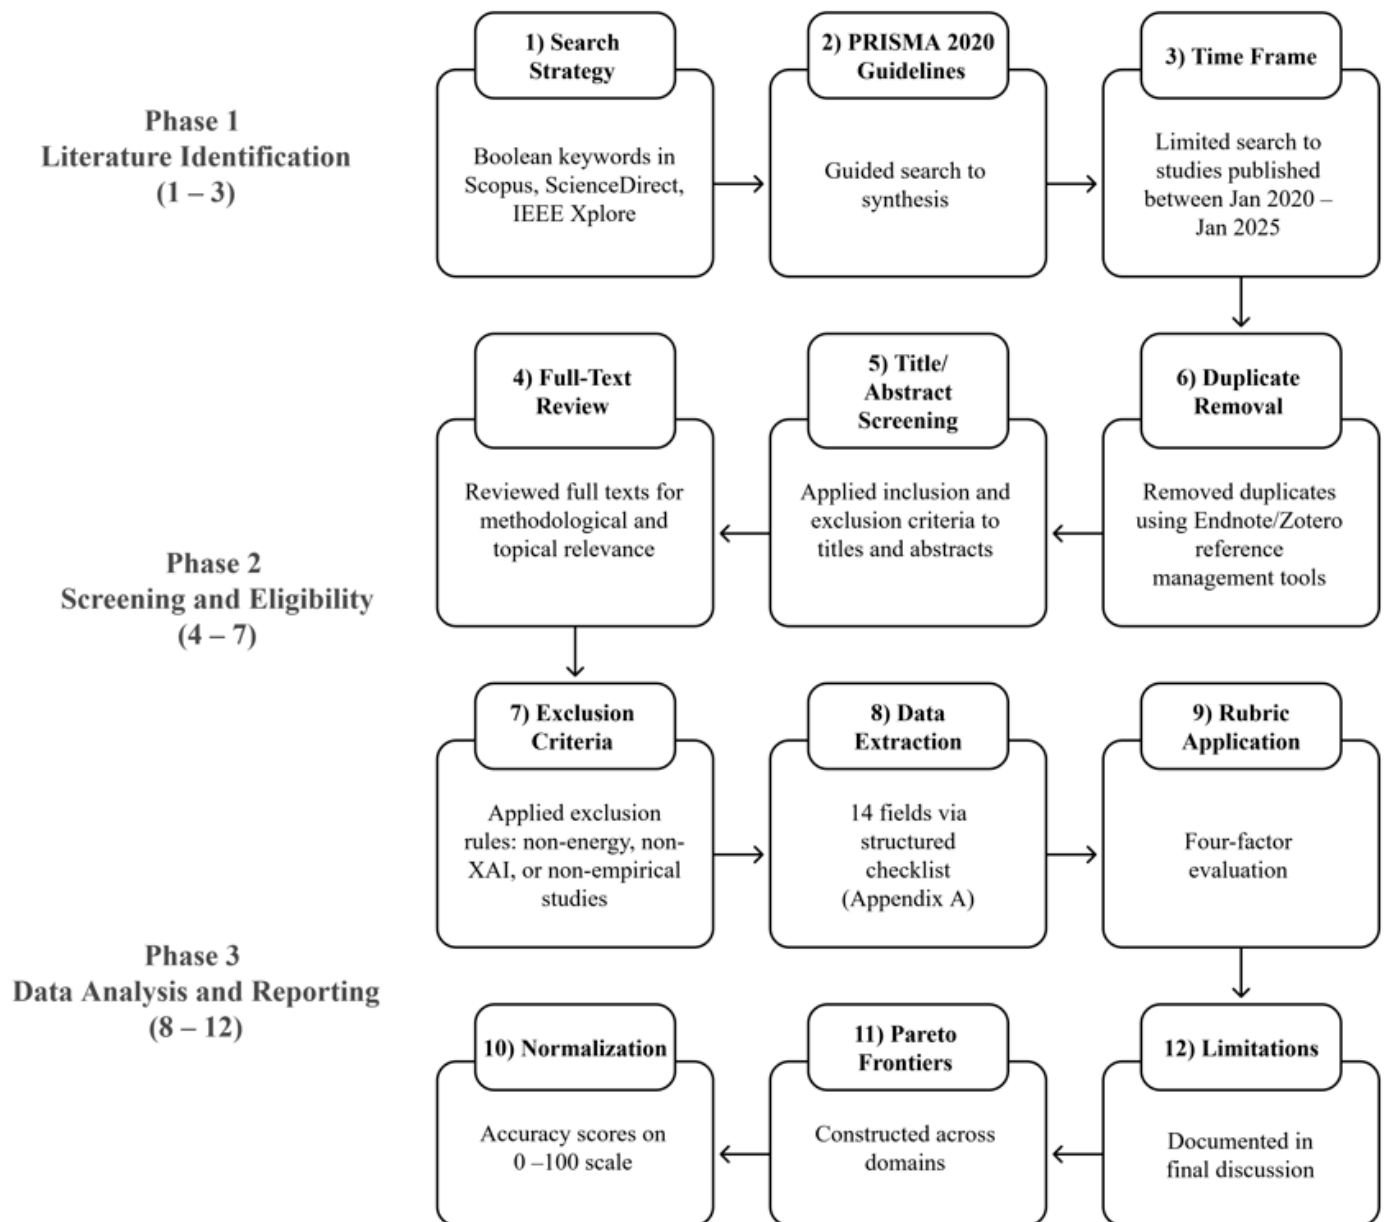 Phase 1
Literature Identification
(1 – 3)
1) Search
Strategy
Boolean keywords in
Scopus, ScienceDirect,
IEEE Xplore
2) PRISMA 2020
Guidelines
Guided search to
synthesis
3) Time Frame
Limited search to
studies published
between Jan 2020 –
Jan 2025
Phase 2
Screening and Eligibility
(4 – 7)
4) Full-Text
Review
Reviewed full texts for
methodological and
topical relevance
5) Title/
Abstract
Screening
Applied inclusion and
exclusion criteria to
titles and abstracts
6) Duplicate
Removal
Removed duplicates
using Endnote/Zotero
reference
management tools
7) Exclusion
Criteria
Applied exclusion
rules: non-energy, non-
XAI, or non-empirical
studies
8) Data
Extraction
14 fields via
structured
checklist
(Appendix A)
9) Rubric
Application
Four-factor
evaluation
Phase 3
Data Analysis and Reporting
(8 – 12)
10) Normalization
Accuracy scores on
0 –100 scale
11) Pareto
Frontiers
Constructed across
domains
12) Limitations
Documented in
final discussion